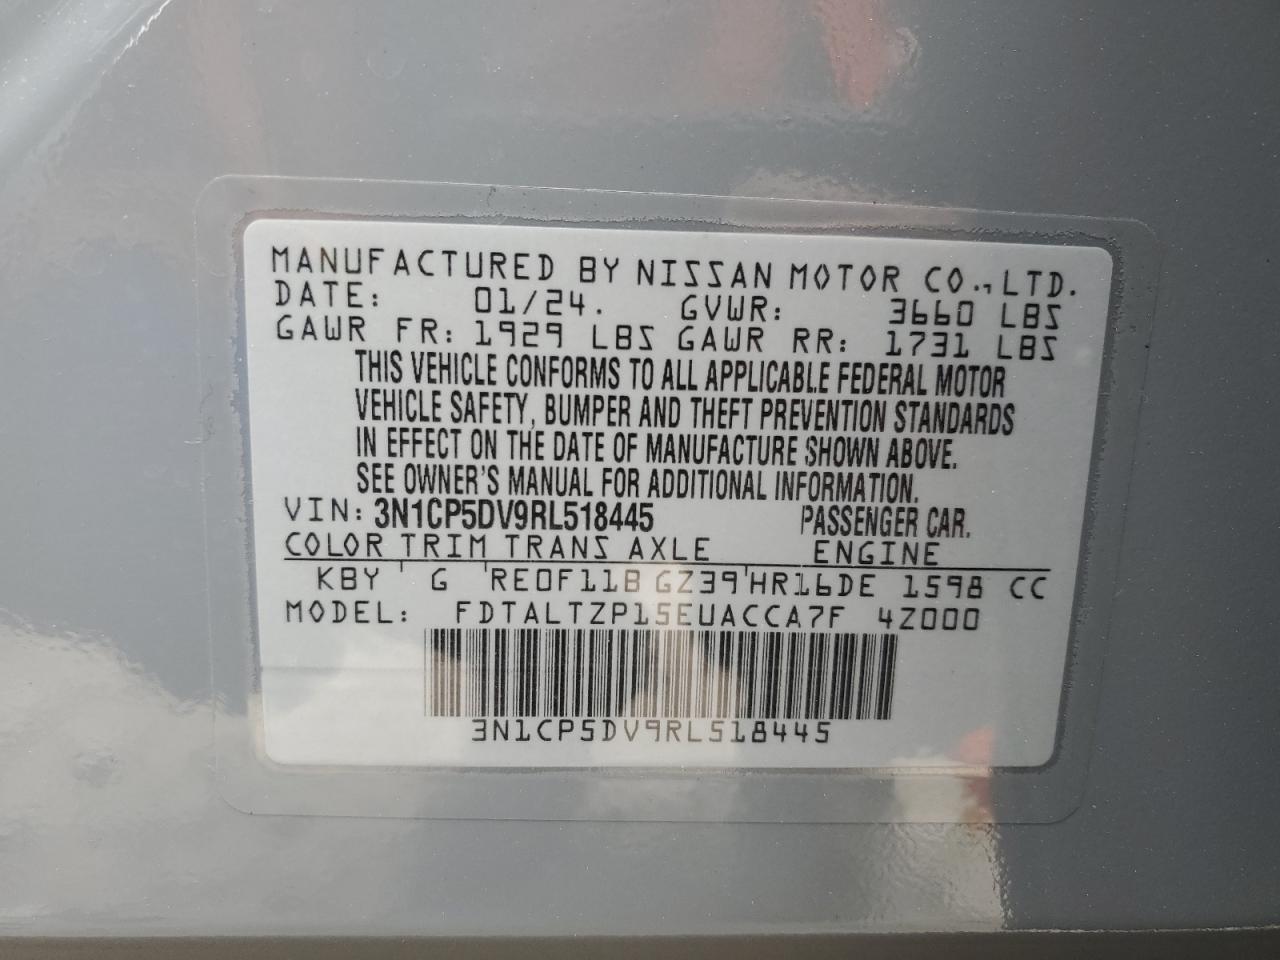 MANUFACTURED BY NISSAN MOTOR CO., LTD.
DATE: 01/24. GVWR: 3660 LBS
GAWR FR: 1929 LBS GAWR RR: 1731 LBS
THIS VEHICLE CONFORMS TO ALL APPLICABLE FEDERAL MOTOR
VEHICLE SAFETY, BUMPER AND THEFT PREVENTION STANDARDS
IN EFFECT ON THE DATE OF MANUFACTURE SHOWN ABOVE.
SEE OWNER'S MANUAL FOR ADDITIONAL INFORMATION.
VIN: 3N1CP5DV9RL518445 PASSENGER CAR.
COLOR TRIM TRANS AXLE ENGINE
KBY ' G 'RE0F11B GZ39'HR16DE 1598 CC
MODEL: FDTALTZP15EUACCA7F 4Z000
3N1CP5DV9RL518445